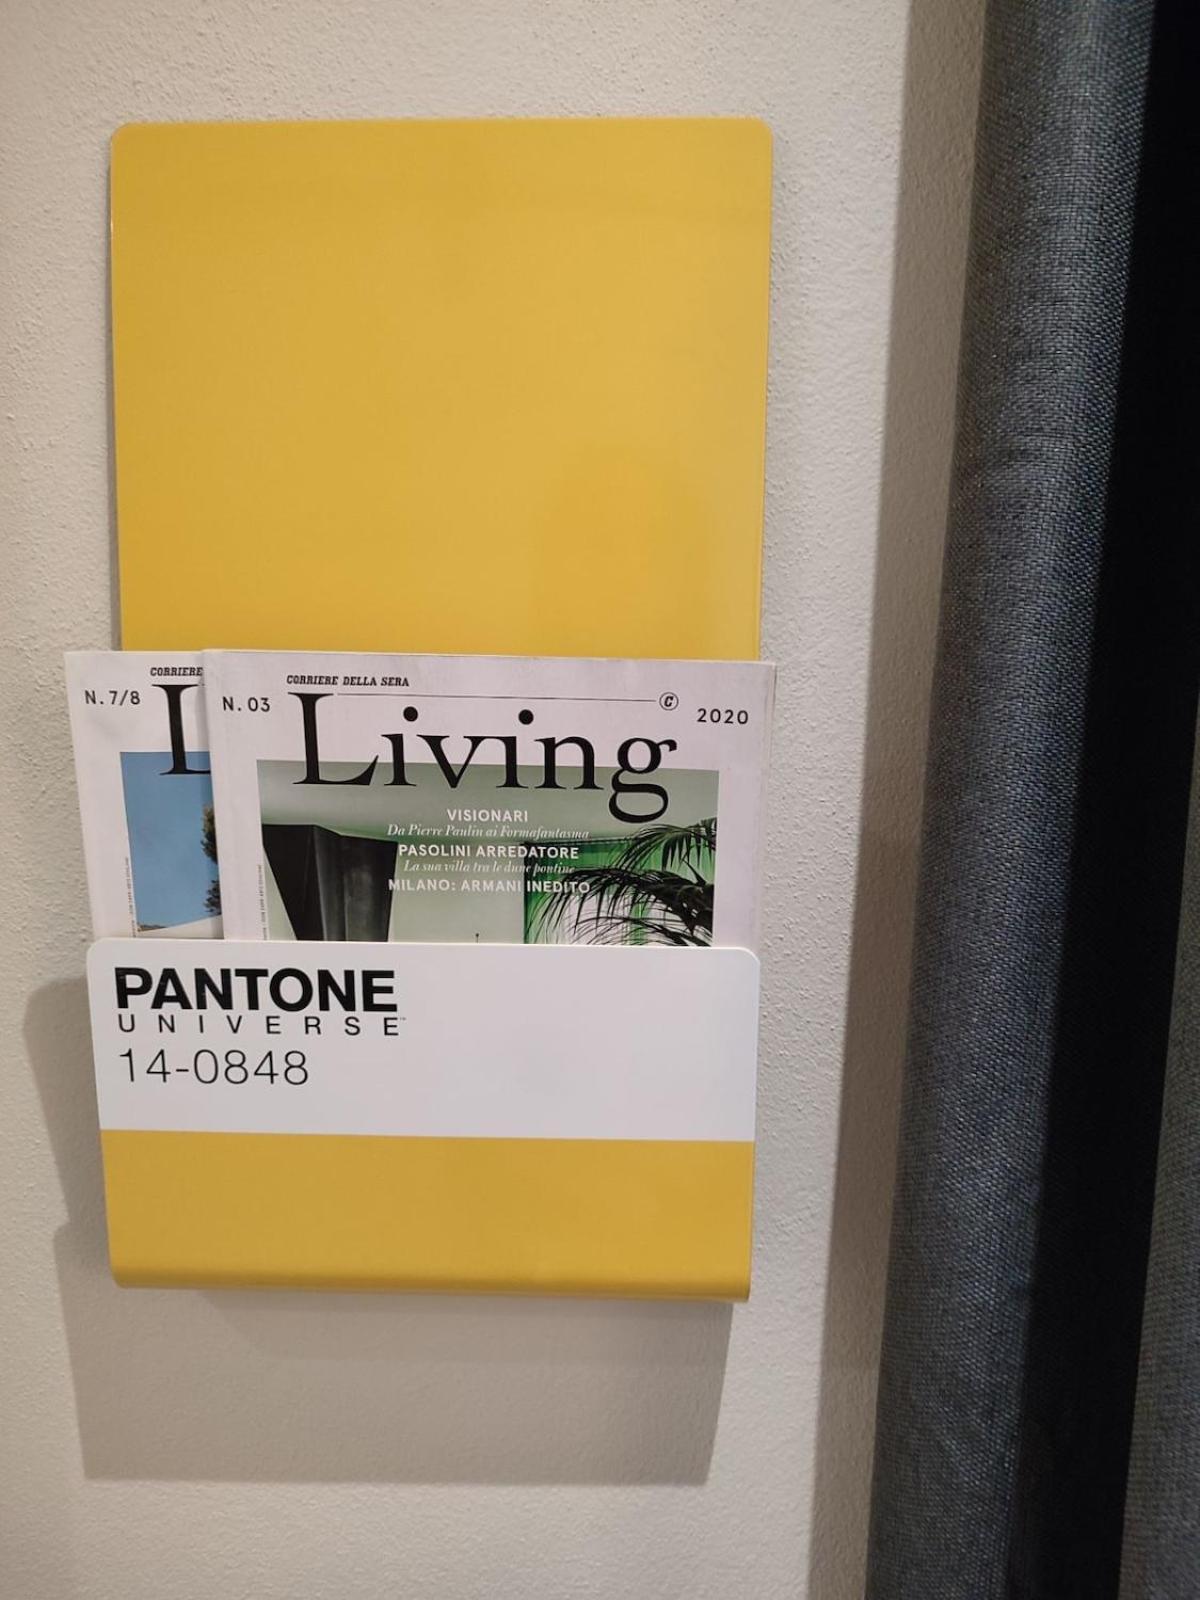 CORRIERE
N. 7/8
L
CORRIERE DELLA SERA
N. 03
C
2020
Living
VISIONARI
Da Pierre Paulin ai Formafantasma
PASOLINI ARREDATORE
La sua villa tra le dune pontine
MILANO: ARMANI INEDITO
PANTONE
UNIVERSE™
14-0848